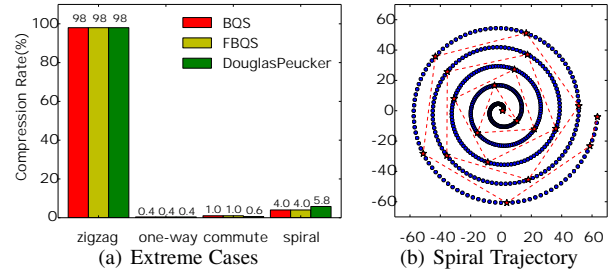 Compression Rate(%)
100
80
60
40
20
0
98 98 98
0.4 0.4 0.4
1.0 1.0 0.6
4.0 4.0 5.8
BQS
FBQS
DouglasPeucker
zigzag one-way commute spiral
(a) Extreme Cases
60
40
20
0
-20
-40
-60
-60 -40 -20 0 20 40 60
(b) Spiral Trajectory